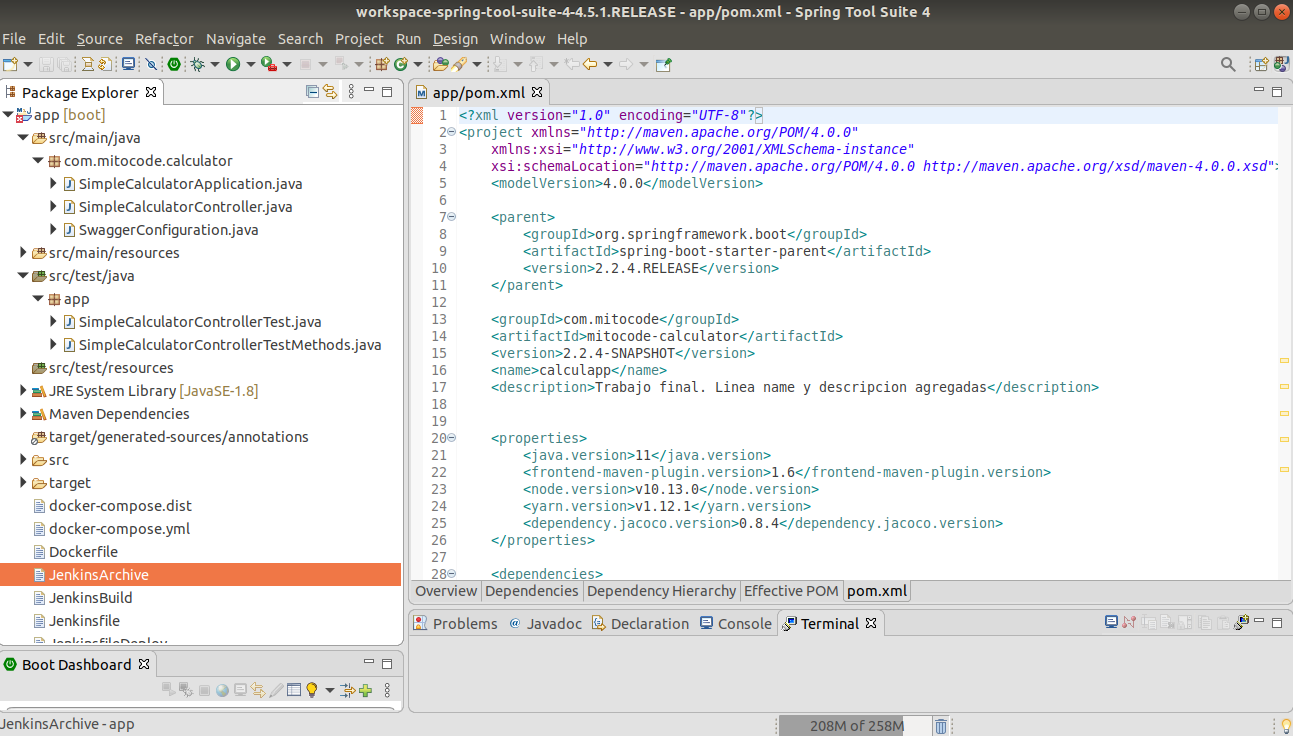 workspace-spring-tool-suite-4-4.5.1.RELEASE - app/pom.xml - Spring Tool Suite 4
File Edit Source Refactor Navigate Search Project Run Design Window Help
Package Explorer
app [boot]
src/main/java
com.mitocode.calculator
SimpleCalculatorApplication.java
SimpleCalculatorController.java
SwaggerConfiguration.java
src/main/resources
src/test/java
app
SimpleCalculatorControllerTest.java
SimpleCalculatorControllerTestMethods.java
src/test/resources
JRE System Library [JavaSE-1.8]
Maven Dependencies
target/generated-sources/annotations
src
target
docker-compose.dist
docker-compose.yml
Dockerfile
JenkinsArchive
JenkinsBuild
Jenkinsfile
JenkinsfileDeploy
app/pom.xml
1 <?xml version="1.0" encoding="UTF-8"?>
2 <project xmlns="http://maven.apache.org/POM/4.0.0"
3 xmlns:xsi="http://www.w3.org/2001/XMLSchema-instance"
4 xsi:schemaLocation="http://maven.apache.org/POM/4.0.0 http://maven.apache.org/xsd/maven-4.0.0.xsd">
5 <modelVersion>4.0.0</modelVersion>
6
7 <parent>
8 <groupId>org.springframework.boot</groupId>
9 <artifactId>spring-boot-starter-parent</artifactId>
10 <version>2.2.4.RELEASE</version>
11 </parent>
12
13 <groupId>com.mitocode</groupId>
14 <artifactId>mitocode-calculator</artifactId>
15 <version>2.2.4-SNAPSHOT</version>
16 <name>calculapp</name>
17 <description>Trabajo final. Linea name y descripcion agregadas</description>
18
19
20 <properties>
21 <java.version>11</java.version>
22 <frontend-maven-plugin.version>1.6</frontend-maven-plugin.version>
23 <node.version>v10.13.0</node.version>
24 <yarn.version>v1.12.1</yarn.version>
25 <dependency.jacoco.version>0.8.4</dependency.jacoco.version>
26 </properties>
27
28 <dependencies>
Overview Dependencies Dependency Hierarchy Effective POM pom.xml
Problems Javadoc Declaration Console Terminal
Boot Dashboard
JenkinsArchive - app
208M of 258M